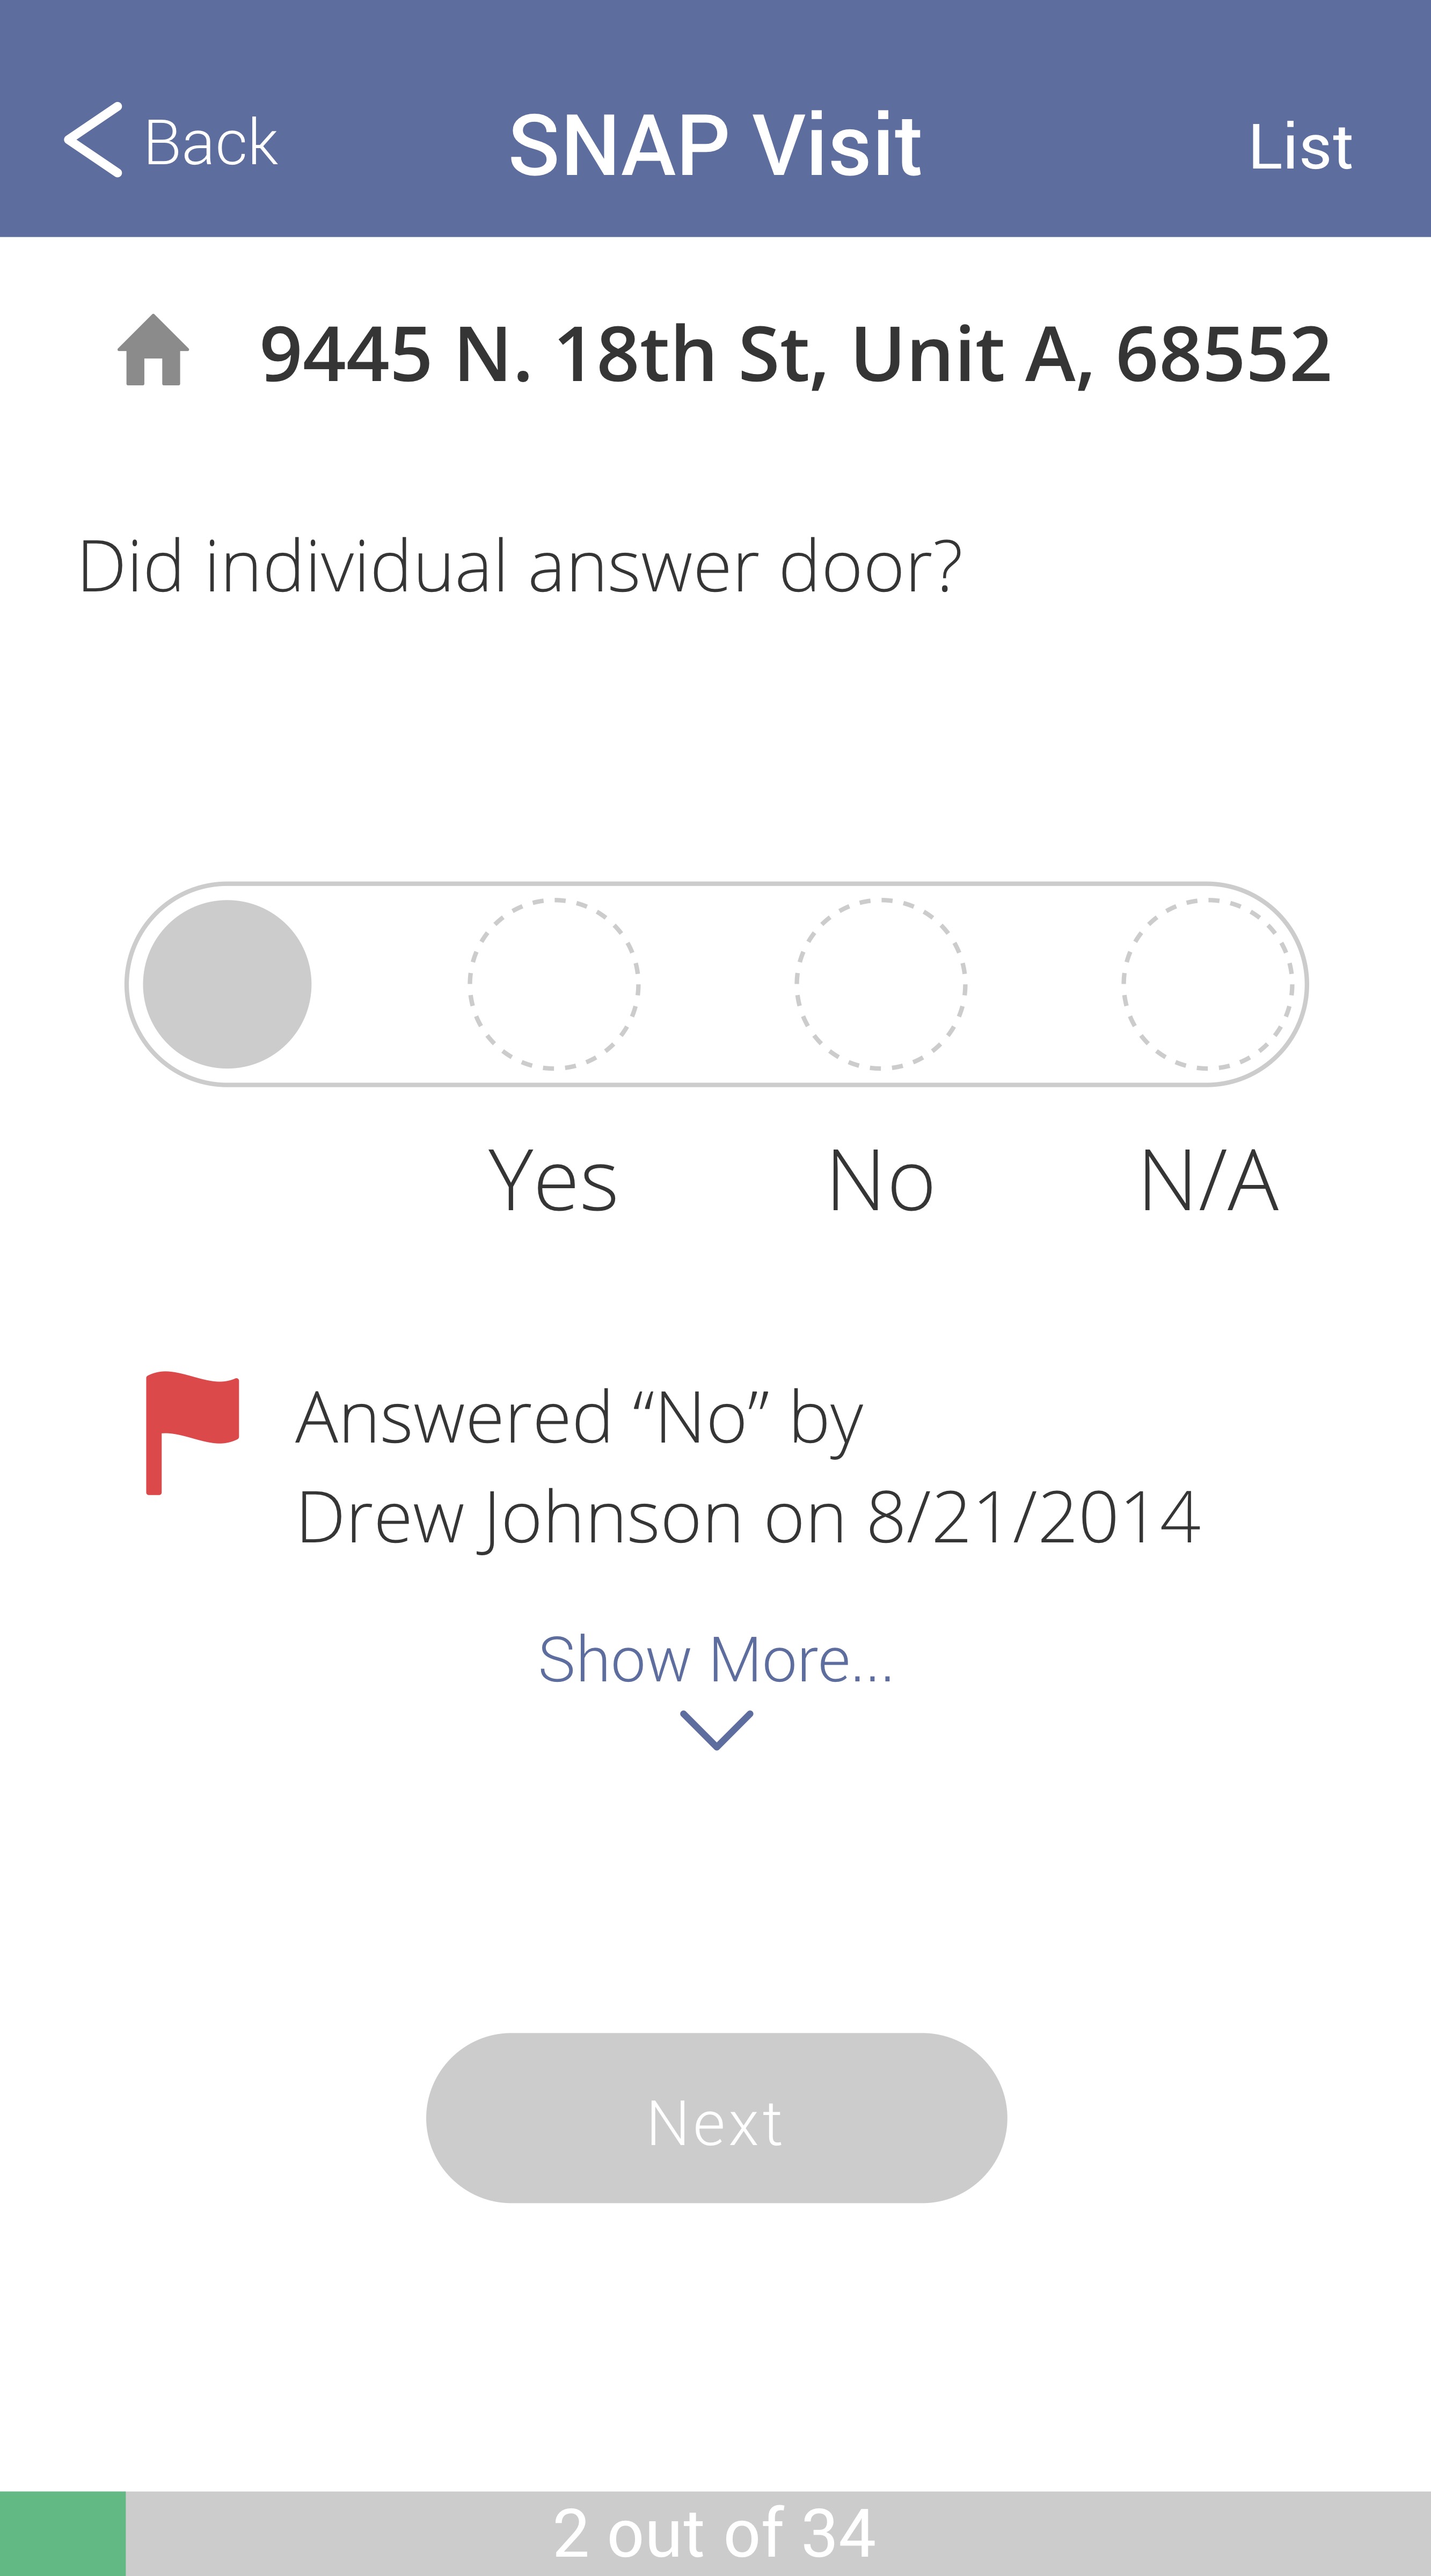 Back
SNAP Visit
List
9445 N. 18th St, Unit A, 68552
Did individual answer door?
Yes
No
N/A
Answered “No” by
Drew Johnson on 8/21/2014
Show More...
Next
2 out of 34